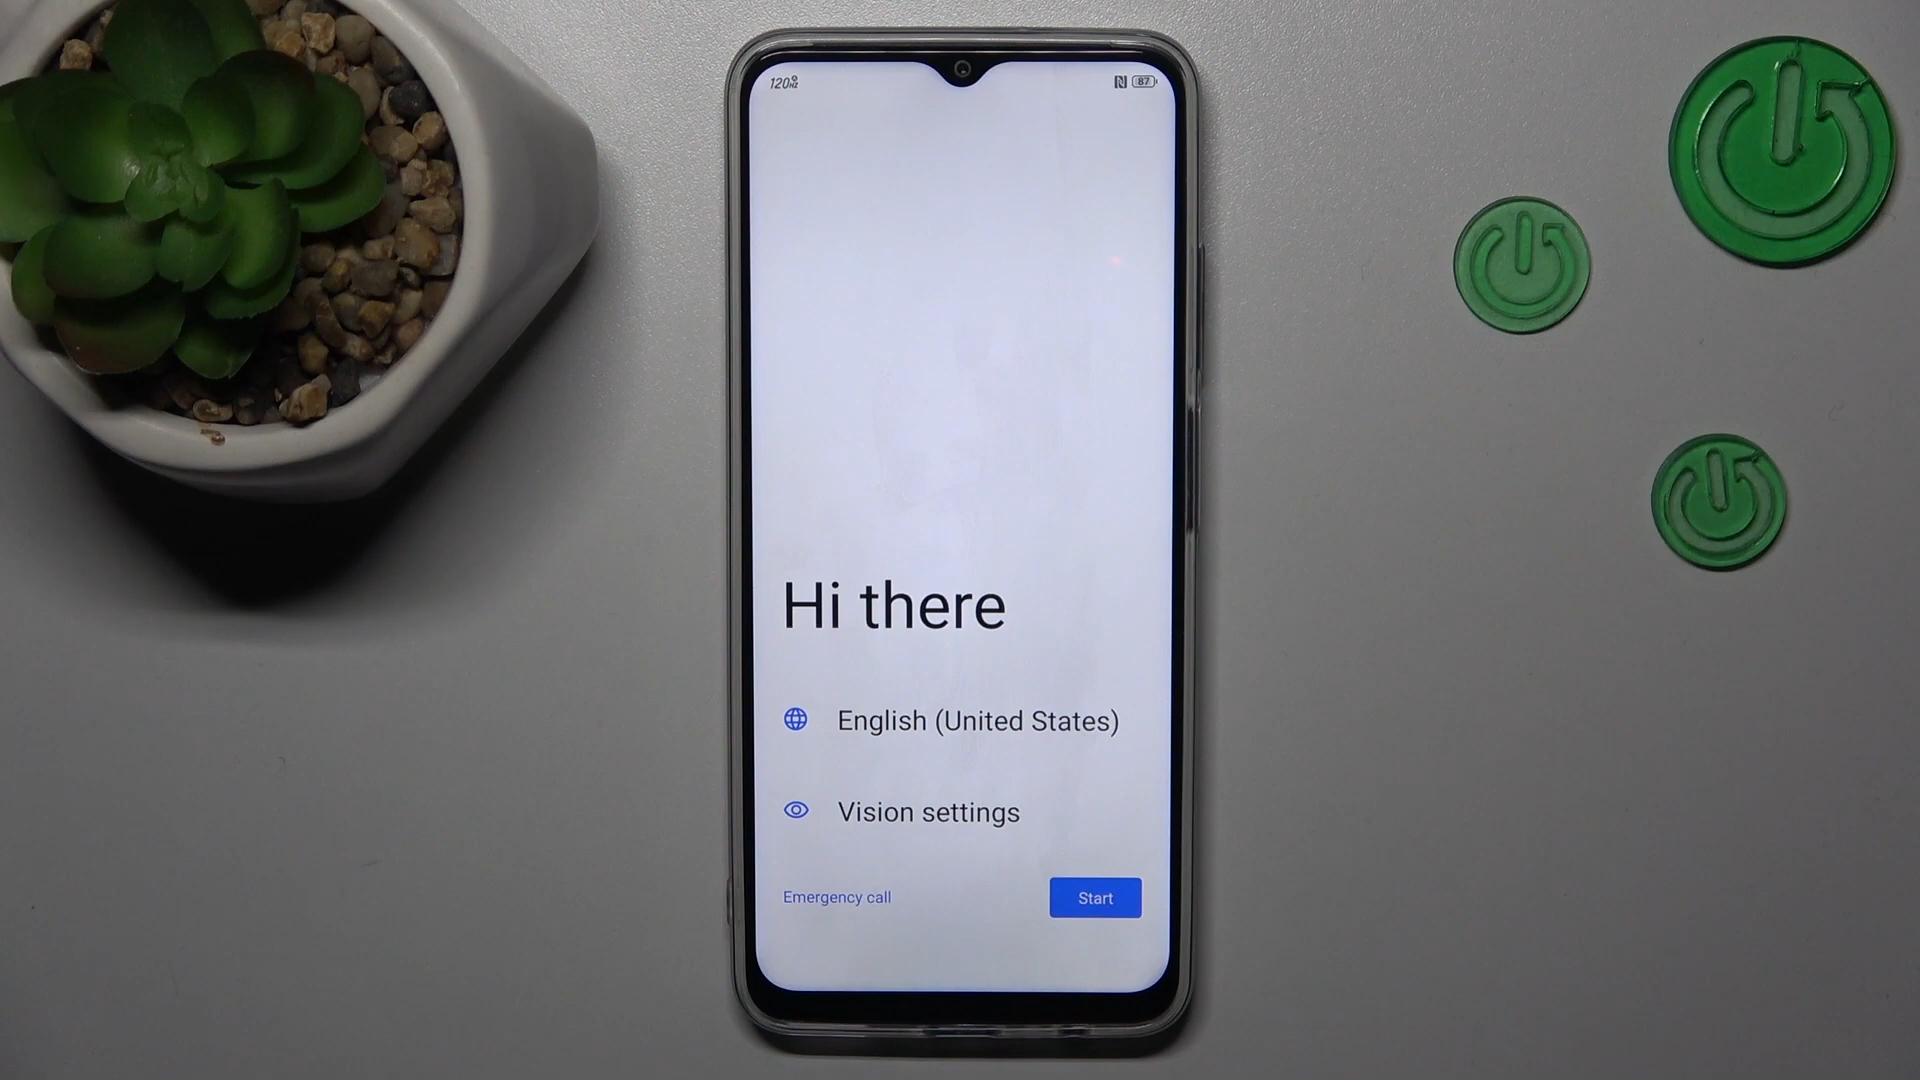 120Hz
87
Hi there
English (United States)
Vision settings
Emergency call
Start